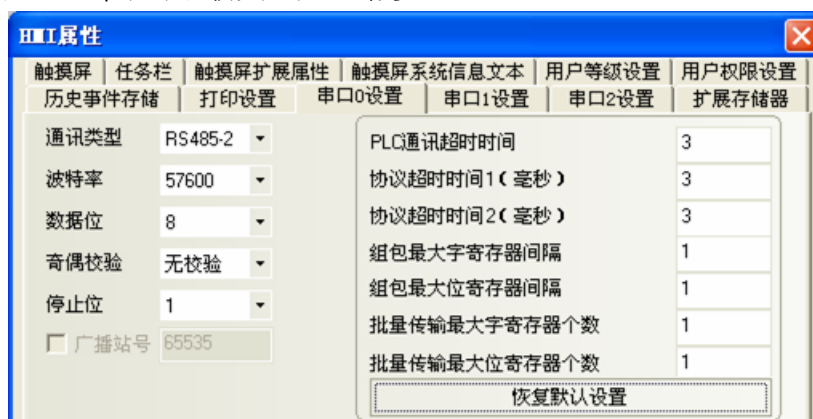 HMI属性
触摸屏 任务栏 触摸屏扩展属性 触摸屏系统信息文本 用户等级设置 用户权限设置
历史事件存储 打印设置 串口0设置 串口1设置 串口2设置 扩展存储器
通讯类型 RS485-2
波特率 57600
数据位 8
奇偶校验 无校验
停止位 1
广播站号 65535
PLC通讯超时时间 3
协议超时时间1(毫秒) 3
协议超时时间2(毫秒) 3
组包最大字寄存器间隔 1
组包最大位寄存器间隔 1
批量传输最大字寄存器个数 1
批量传输最大位寄存器个数 1
恢复默认设置